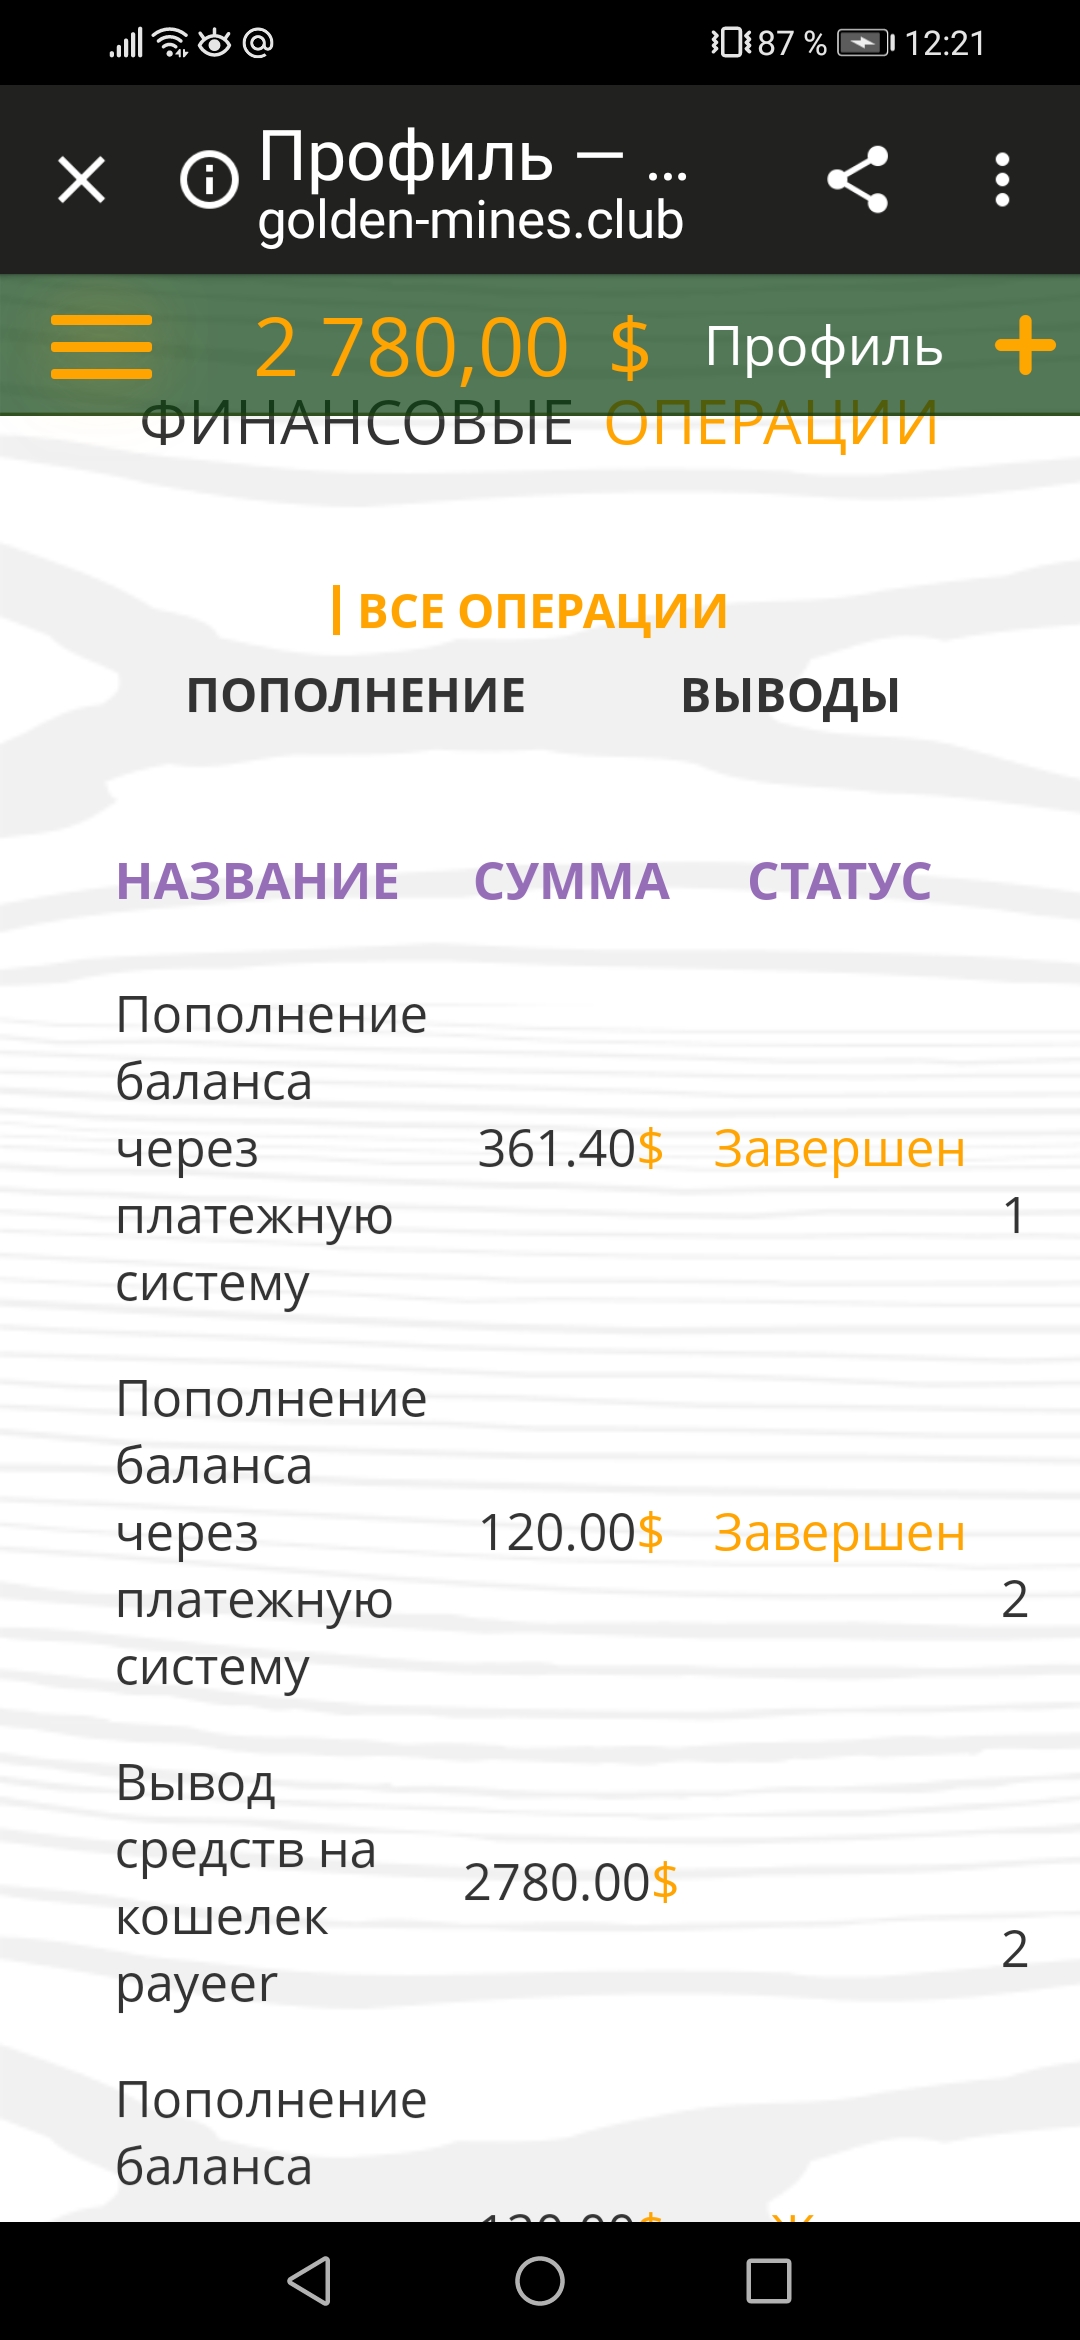 87 % 12:21
Профиль — ...
golden-mines.club
2 780,00 $ Профиль
ФИНАНСОВЫЕ ОПЕРАЦИИ
ВСЕ ОПЕРАЦИИ
ПОПОЛНЕНИЕ ВЫВОДЫ
НАЗВАНИЕ СУММА СТАТУС
Пополнение
баланса
через 361.40$ Завершен
платежную 1
систему
Пополнение
баланса
через 120.00$ Завершен
платежную 2
систему
Вывод
средств на
2780.00$
кошелек
2
payeer
Пополнение
баланса